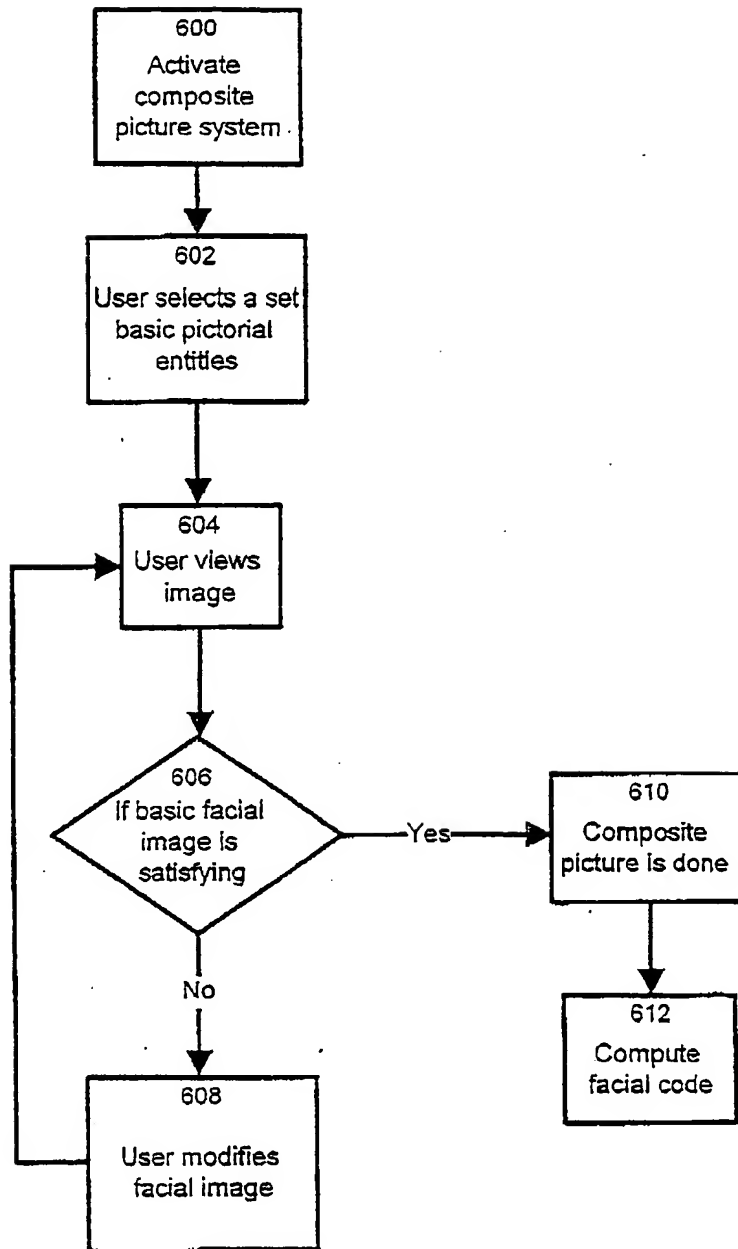 600
Activate
composite
picture system
602
User selects a set
basic pictorial
entitles
604
User views
image
606
If basic facial
image is
satisfying
Yes
610
Composite
picture is done
No
612
Compute
facial code
608
User modifies
facial image